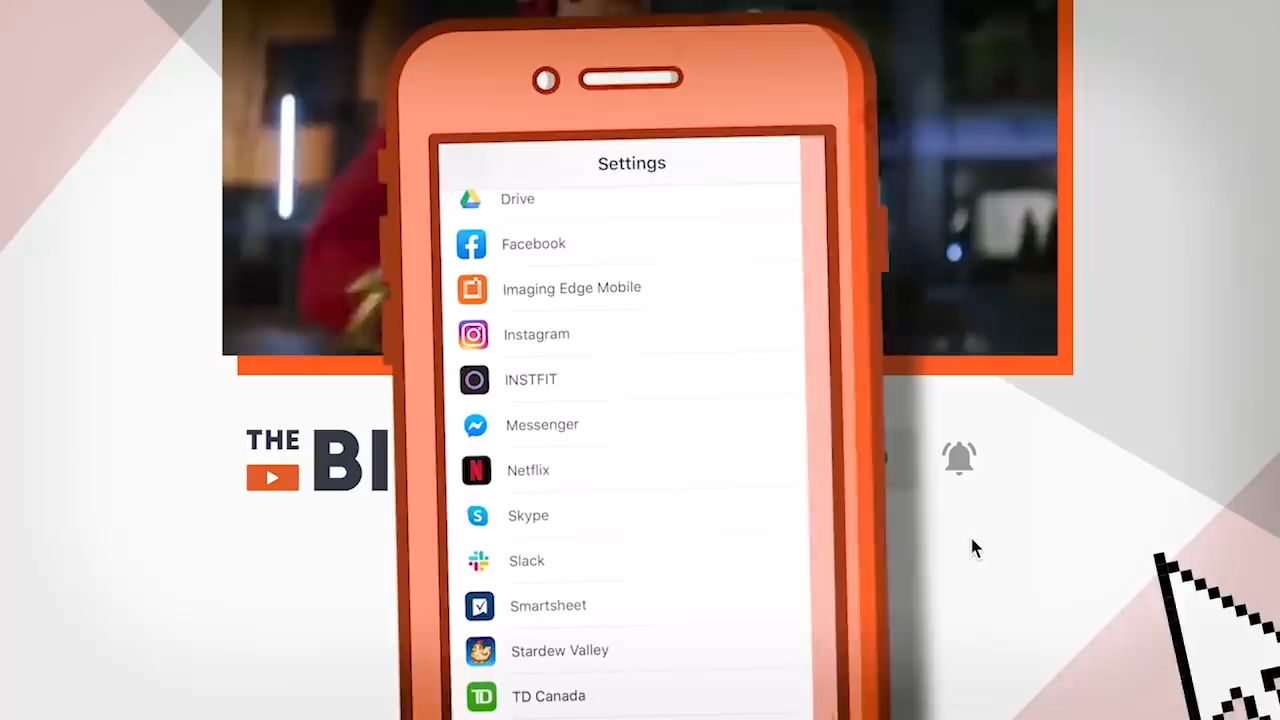 Settings
Drive
Facebook
Imaging Edge Mobile
Instagram
INSTFIT
Messenger
Netflix
Skype
Slack
Smartsheet
Stardew Valley
TD Canada
THE
BI